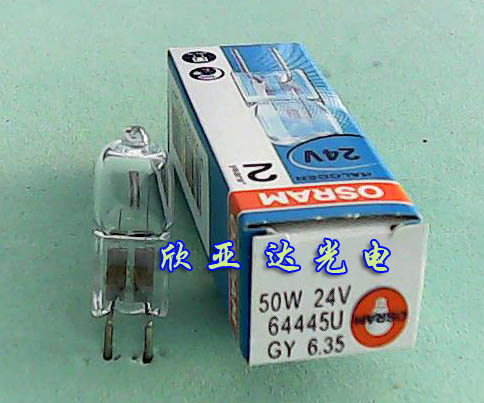 2
24V
HALOGEN
OSRAM
欣亚达光电
50W 24V
64445U
GY 6.35
OSRAM